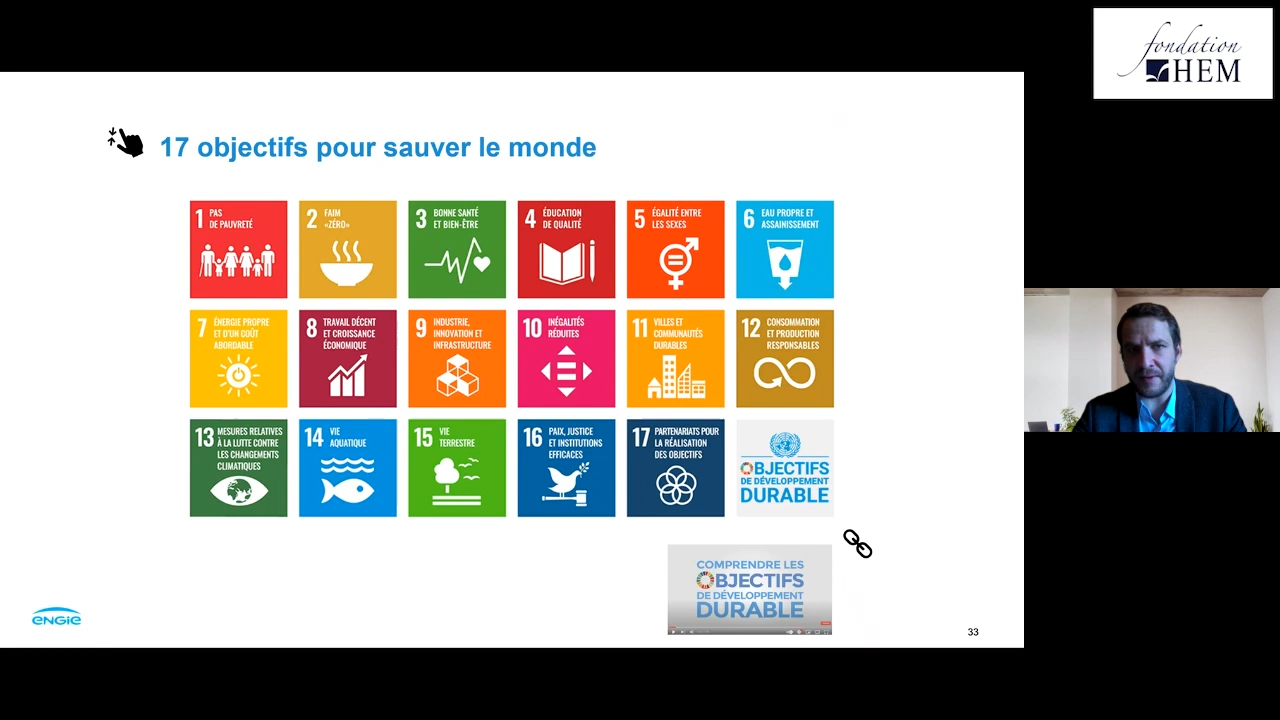 fondation
HEM
17 objectifs pour sauver le monde
1 PAS
DE PAUVRETÉ
2 FAIM
«ZÉRO»
3 BONNE SANTÉ
ET BIEN-ÊTRE
4 ÉDUCATION
DE QUALITÉ
5 ÉGALITÉ ENTRE
LES SEXES
6 EAU PROPRE ET
ASSAINISSEMENT
7 ÉNERGIE PROPRE
ET D'UN COÛT
ABORDABLE
8 TRAVAIL DÉCENT
ET CROISSANCE
ÉCONOMIQUE
9 INDUSTRIE,
INNOVATION ET
INFRASTRUCTURE
10 INÉGALITÉS
RÉDUITES
11 VILLES ET
COMMUNAUTÉS
DURABLES
12 CONSOMMATION
ET PRODUCTION
RESPONSABLES
13 MESURES RELATIVES
À LA LUTTE CONTRE
LES CHANGEMENTS
CLIMATIQUES
14 VIE
AQUATIQUE
15 VIE
TERRESTRE
16 PAIX, JUSTICE
ET INSTITUTIONS
EFFICACES
17 PARTENARIATS POUR
LA RÉALISATION
DES OBJECTIFS
OBJECTIFS
DE DÉVELOPPEMENT
DURABLE
COMPRENDRE LES
OBJECTIFS
DE DÉVELOPPEMENT
DURABLE
ENGIE
33